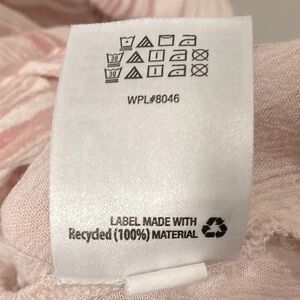 WPL#8046
LABEL MADE WITH
Recycled (100%) MATERIAL